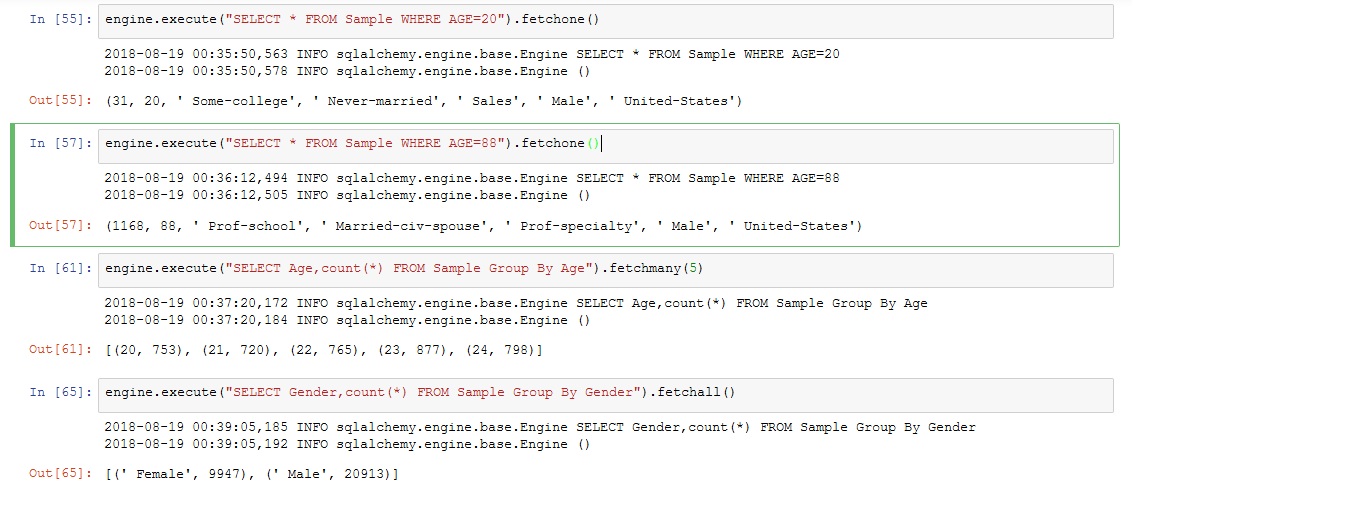 In [55]: engine.execute("SELECT * FROM Sample WHERE AGE=20").fetchone()
2018-08-19 00:35:50,563 INFO sqlalchemy.engine.base.Engine SELECT * FROM Sample WHERE AGE=20
2018-08-19 00:35:50,578 INFO sqlalchemy.engine.base.Engine ()
Out[55]: (31, 20, ' Some-college', ' Never-married', ' Sales', ' Male', ' United-States')
In [57]: engine.execute("SELECT * FROM Sample WHERE AGE=88").fetchone()
2018-08-19 00:36:12,494 INFO sqlalchemy.engine.base.Engine SELECT * FROM Sample WHERE AGE=88
2018-08-19 00:36:12,505 INFO sqlalchemy.engine.base.Engine ()
Out[57]: (1168, 88, ' Prof-school', ' Married-civ-spouse', ' Prof-specialty', ' Male', ' United-States')
In [61]: engine.execute("SELECT Age,count(*) FROM Sample Group By Age").fetchmany(5)
2018-08-19 00:37:20,172 INFO sqlalchemy.engine.base.Engine SELECT Age,count(*) FROM Sample Group By Age
2018-08-19 00:37:20,184 INFO sqlalchemy.engine.base.Engine ()
Out[61]: [(20, 753), (21, 720), (22, 765), (23, 877), (24, 798)]
In [65]: engine.execute("SELECT Gender,count(*) FROM Sample Group By Gender").fetchall()
2018-08-19 00:39:05,185 INFO sqlalchemy.engine.base.Engine SELECT Gender,count(*) FROM Sample Group By Gender
2018-08-19 00:39:05,192 INFO sqlalchemy.engine.base.Engine ()
Out[65]: [(' Female', 9947), (' Male', 20913)]